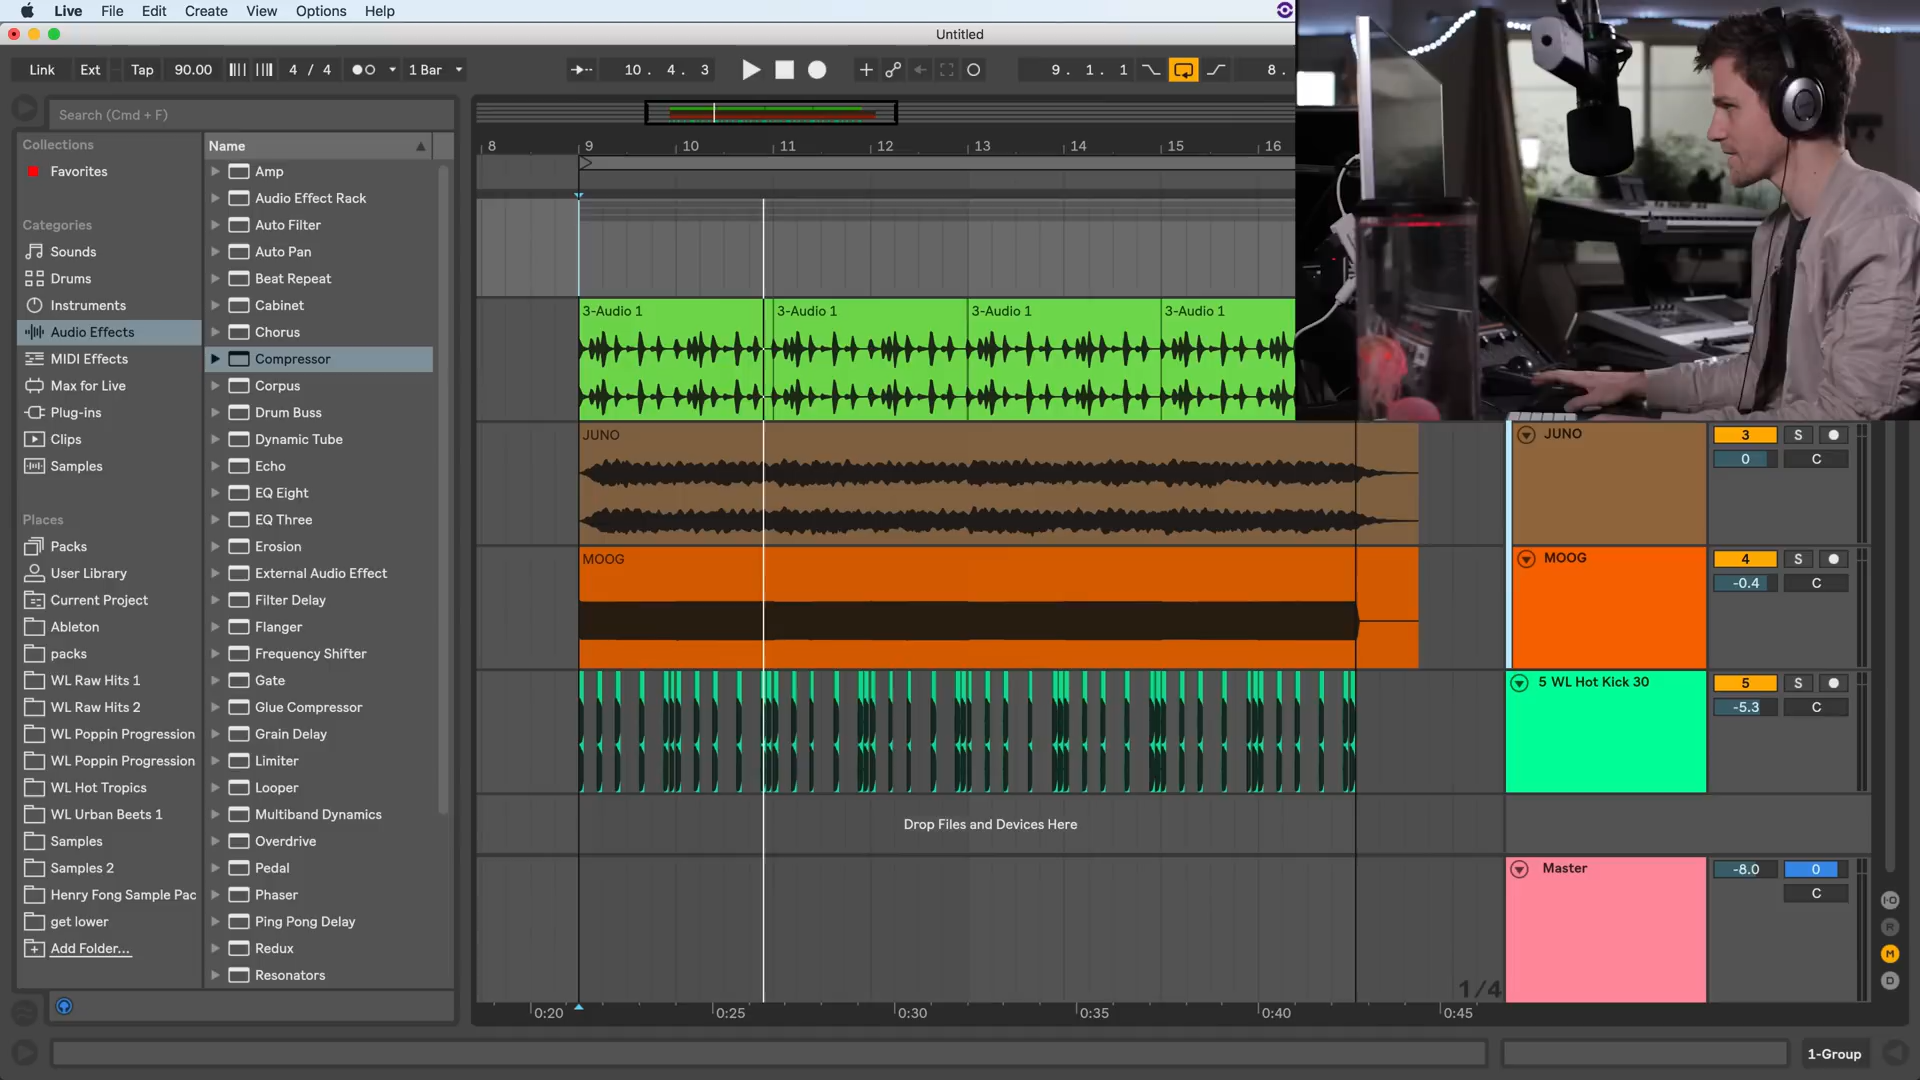 Live File Edit Create View Options Help
Untitled
Link Ext Tap 90.00 4 / 4 1 Bar 10. 4. 3 9. 1. 1 8.
Search (Cmd + F)
Collections
Favorites
Categories
Sounds
Drums
Instruments
Audio Effects
MIDI Effects
Max for Live
Plug-ins
Clips
Samples
Places
Packs
User Library
Current Project
Ableton
packs
WL Raw Hits 1
WL Raw Hits 2
WL Poppin Progression
WL Poppin Progression
WL Hot Tropics
WL Urban Beets 1
Samples
Samples 2
Henry Fong Sample Pac
get lower
Add Folder...
Name
Amp
Audio Effect Rack
Auto Filter
Auto Pan
Beat Repeat
Cabinet
Chorus
Compressor
Corpus
Drum Buss
Dynamic Tube
Echo
EQ Eight
EQ Three
Erosion
External Audio Effect
Filter Delay
Flanger
Frequency Shifter
Gate
Glue Compressor
Grain Delay
Limiter
Looper
Multiband Dynamics
Overdrive
Pedal
Phaser
Ping Pong Delay
Redux
Resonators
8 9 10 11 12 13 14 15 16
3-Audio 1 3-Audio 1 3-Audio 1 3-Audio 1
JUNO
MOOG
Drop Files and Devices Here
1/4
0:20 0:25 0:30 0:35 0:40 0:45
JUNO 3 S
0 C
MOOG 4 S
-0.4 C
5 WL Hot Kick 30 5 S
-5.3 C
Master -8.0 0
C
I·O
R
M
D
1-Group